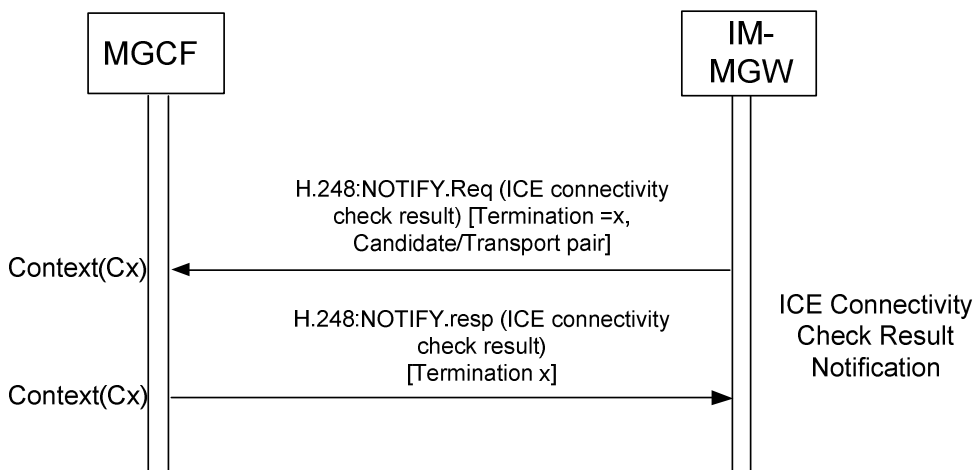 MGCF
IM-
MGW
H.248:NOTIFY.Req (ICE connectivity
check result) [Termination =x,
Candidate/Transport pair]
Context(Cx)
H.248:NOTIFY.resp (ICE connectivity
check result)
[Termination x]
Context(Cx)
ICE Connectivity
Check Result
Notification